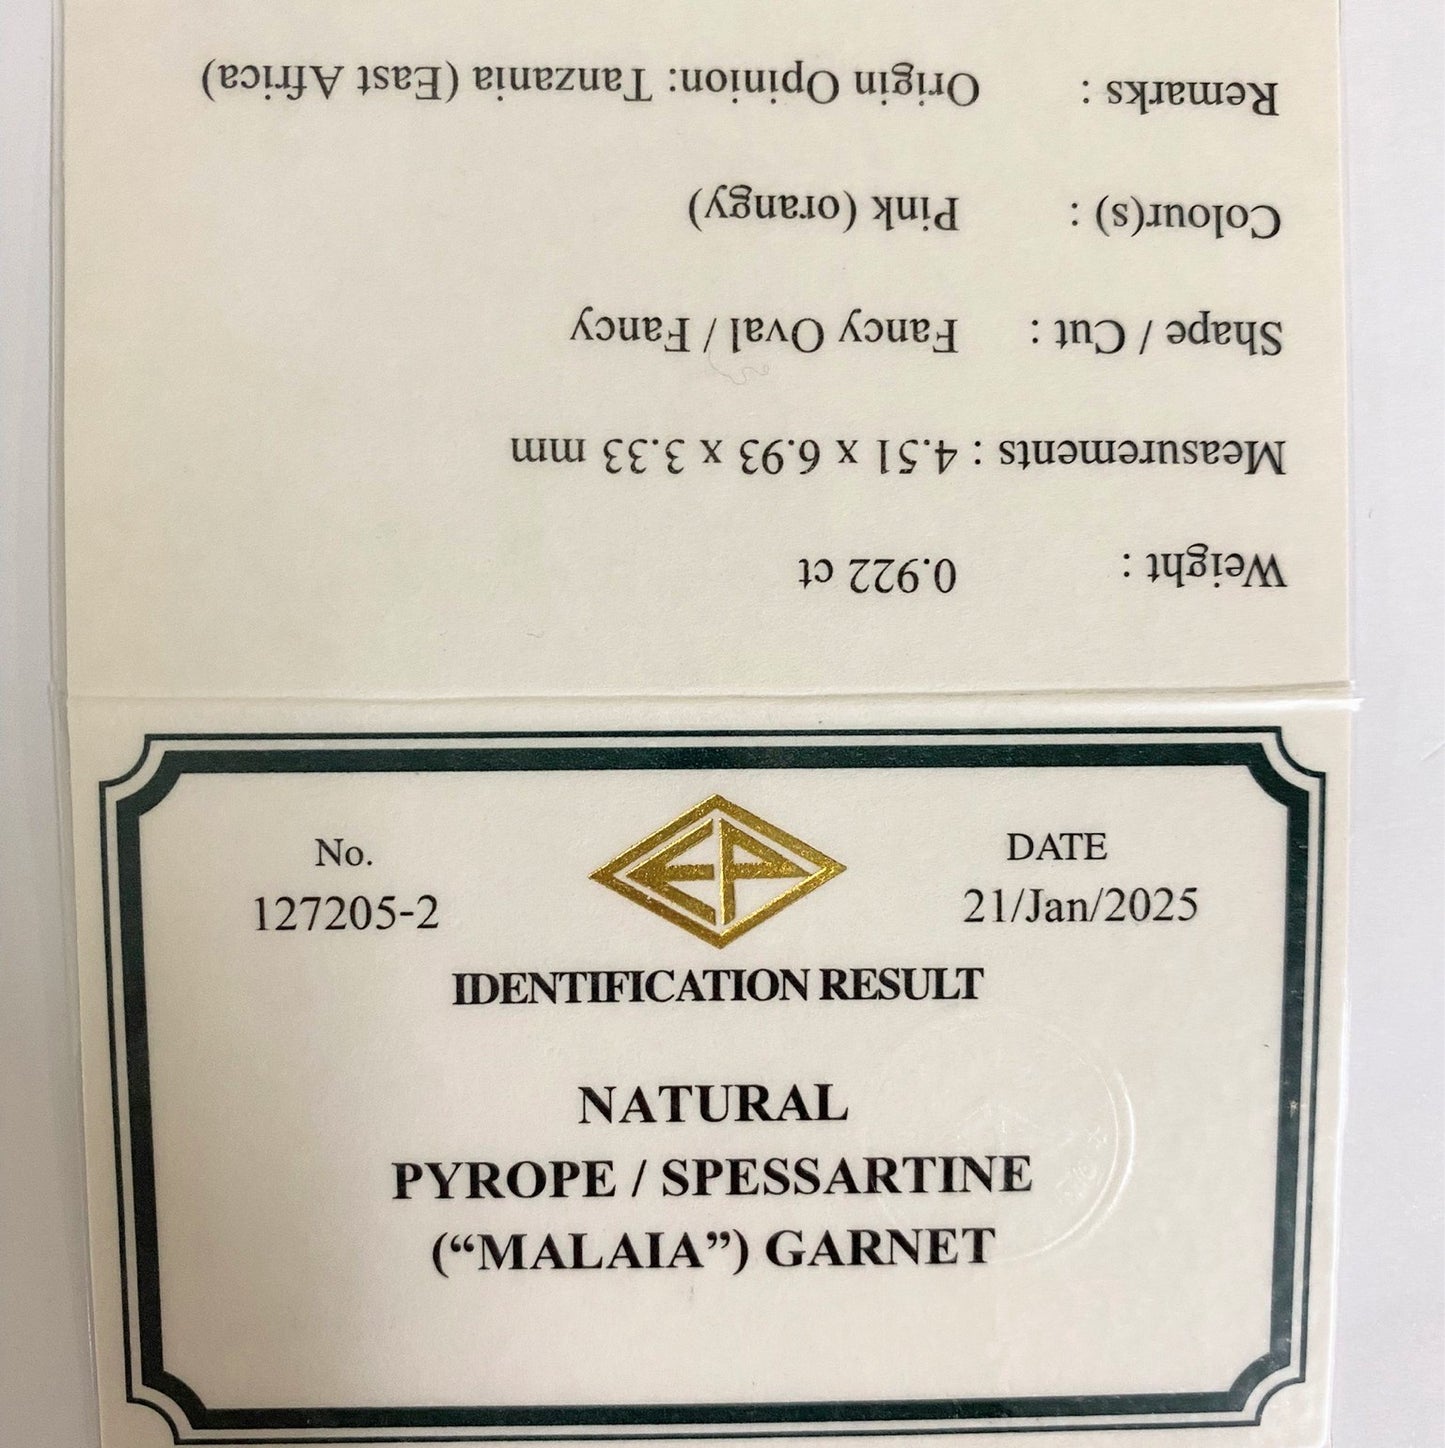 Weight : 0.922 ct
Measurements : 4.51 x 6.93 x 3.33 mm
Shape / Cut : Fancy Oval / Fancy
Colour(s) : Pink (orangy)
Remarks : Origin Opinion: Tanzania (East Africa)
EP
No.
127205-2
DATE
21/Jan/2025
IDENTIFICATION RESULT
NATURAL
PYROPE / SPESSARTINE
(“MALAIA”) GARNET